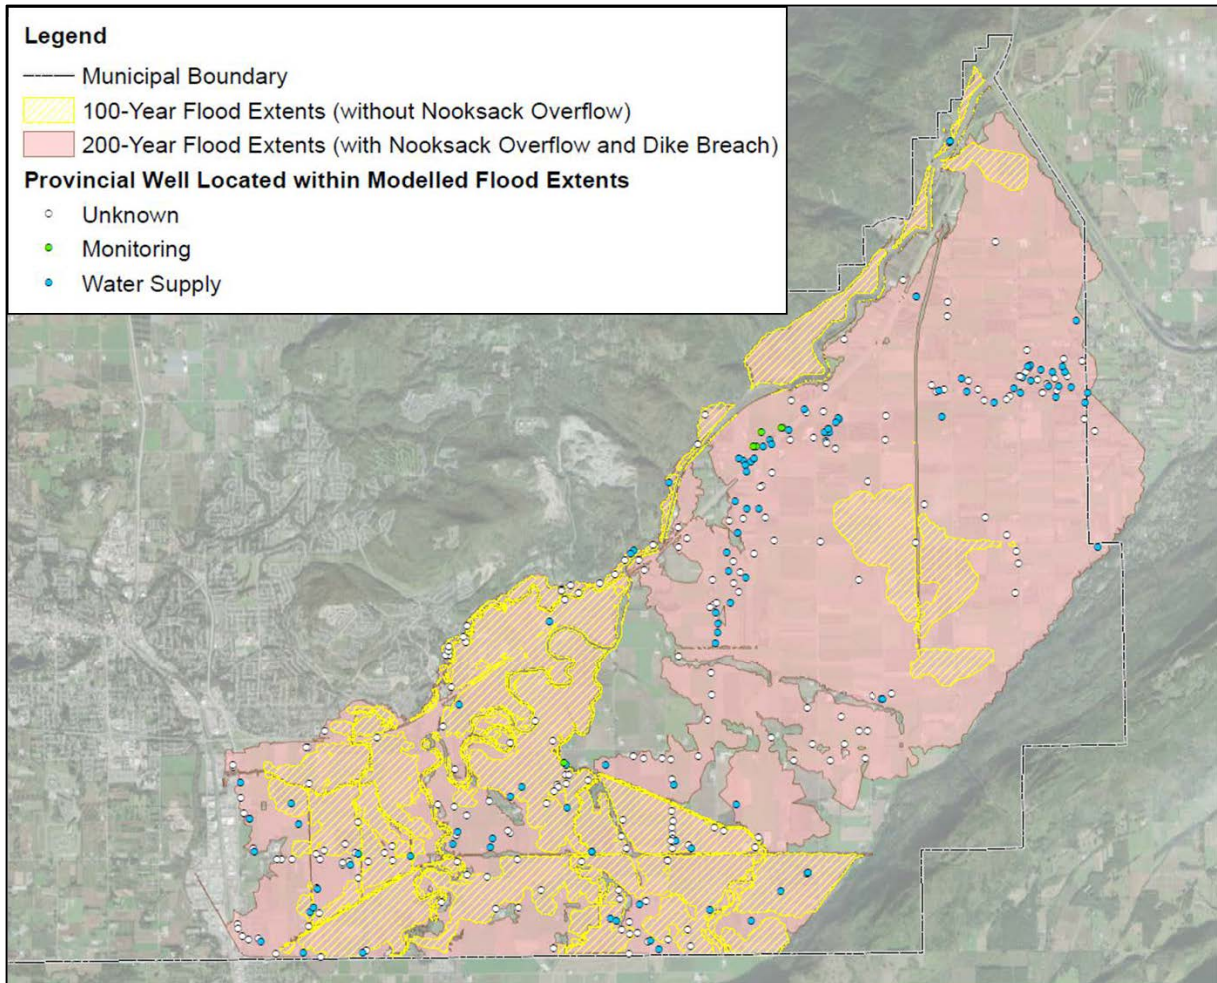 Legend
Municipal Boundary
100-Year Flood Extents (without Nooksack Overflow)
200-Year Flood Extents (with Nooksack Overflow and Dike Breach)
Provincial Well Located within Modelled Flood Extents
Unknown
Monitoring
Water Supply